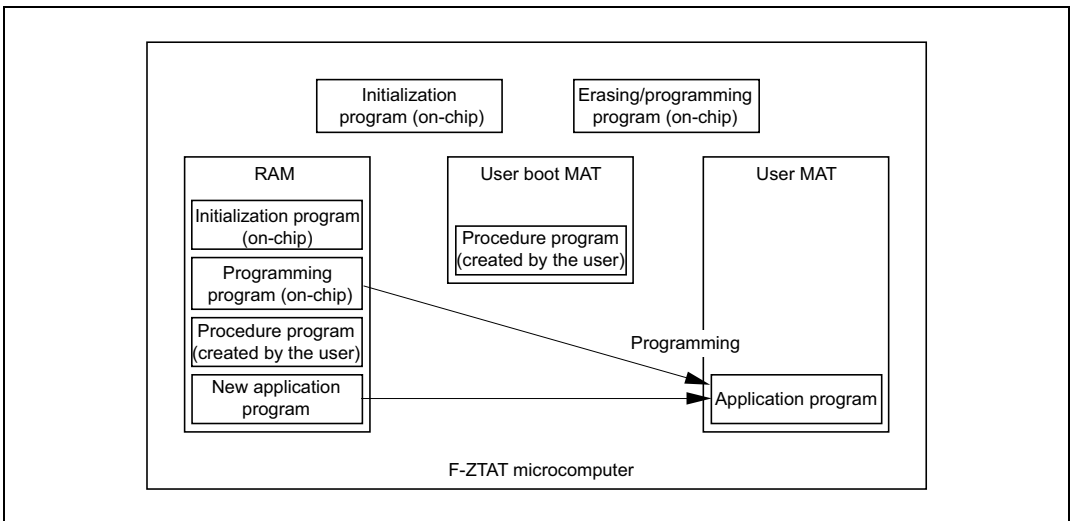 Initialization
program (on-chip)
Erasing/programming
program (on-chip)
RAM
Initialization program
(on-chip)
Programming
program (on-chip)
Procedure program
(created by the user)
New application
program
User boot MAT
Procedure program
(created by the user)
User MAT
Programming
Application program
F-ZTAT microcomputer